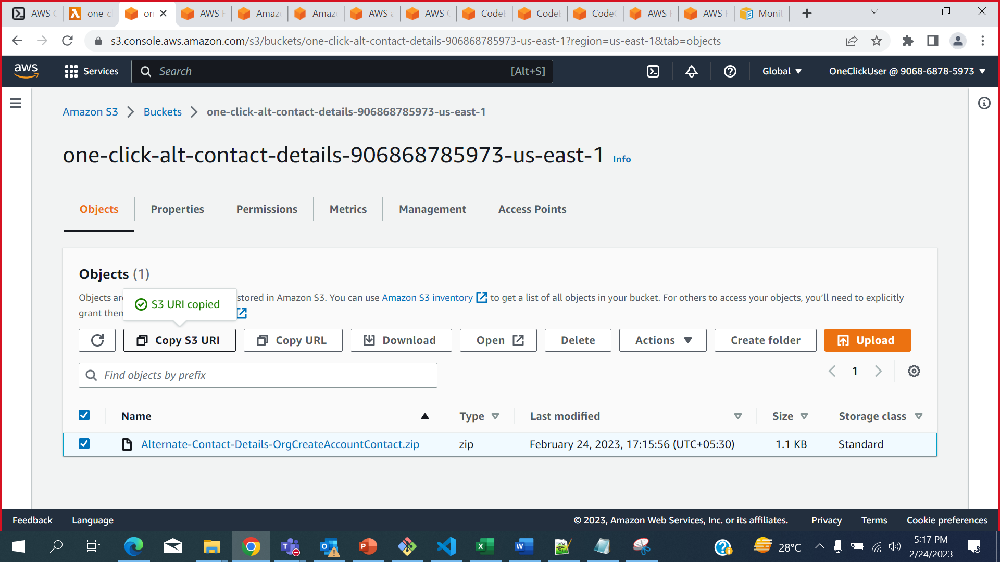 AWS
one-cl
on
AWS
Amaz
Amaz
AWS a
AWS
Code
Code
Code
AWS
AWS
Monit
s3.console.aws.amazon.com/s3/buckets/one-click-alt-contact-details-906868785973-us-east-1?region=us-east-1&tab=objects
aws
Services
Search
[Alt+S]
Global
OneClickUser @ 9068-6878-5973
Amazon S3
Buckets
one-click-alt-contact-details-906868785973-us-east-1
one-click-alt-contact-details-906868785973-us-east-1 Info
Objects
Properties
Permissions
Metrics
Management
Access Points
Objects (1)
Objects are stored in Amazon S3. You can use Amazon S3 inventory to get a list of all objects in your bucket. For others to access your objects, you’ll need to explicitly
grant them
S3 URI copied
Copy S3 URI
Copy URL
Download
Open
Delete
Actions
Create folder
Upload
Find objects by prefix
1
Name
Type
Last modified
Size
Storage class
Alternate-Contact-Details-OrgCreateAccountContact.zip
zip
February 24, 2023, 17:15:56 (UTC+05:30)
1.1 KB
Standard
Feedback
Language
© 2023, Amazon Web Services, Inc. or its affiliates.
Privacy
Terms
Cookie preferences
28°C
5:17 PM
2/24/2023